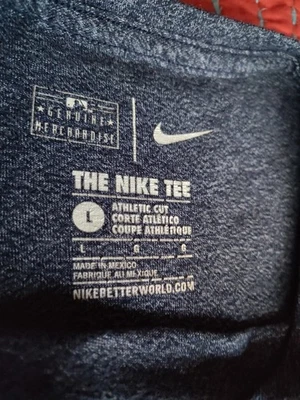 GENUINE
MERCHANDISE
THE NIKE TEE
L
ATHLETIC CUT
CORTE ATLÉTICO
COUPE ATHLÉTIQUE
L G G
MADE IN MEXICO
FABRIQUÉ AU MEXIQUE
NIKEBETTERWORLD.COM